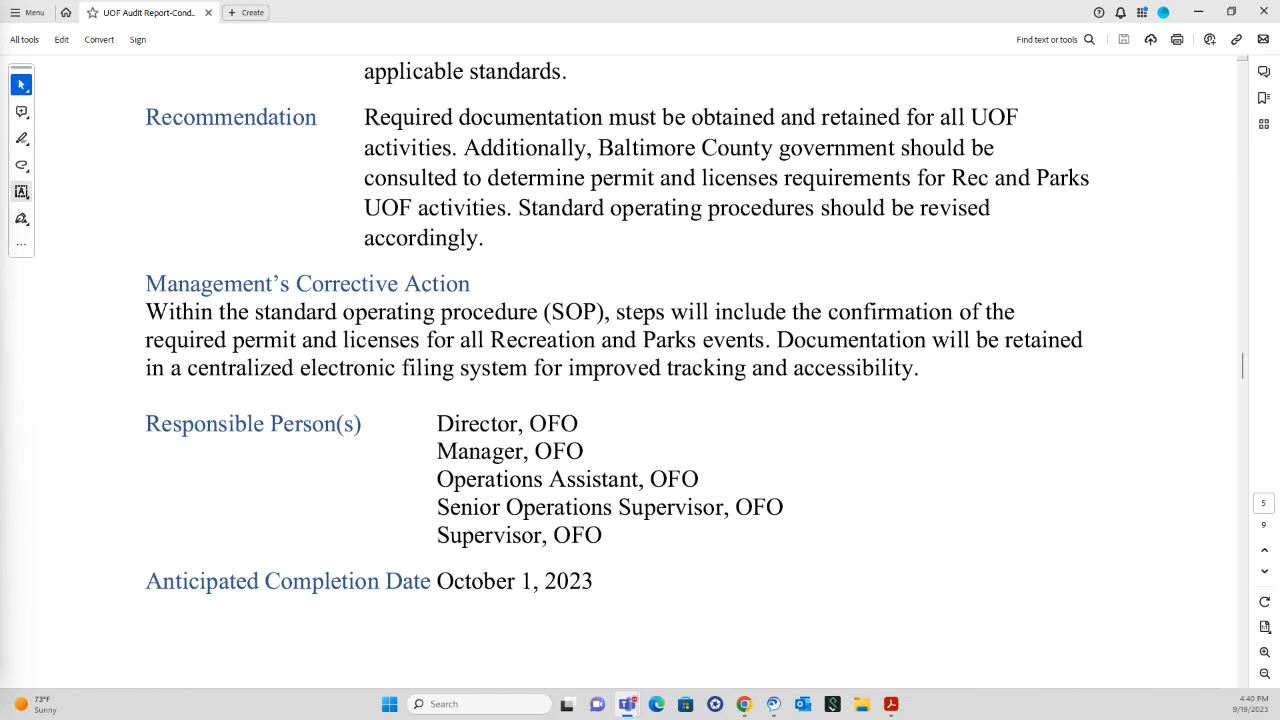 Menu
UOF Audit Report-Cond...
Create
All tools Edit Convert Sign
Find text or tools
applicable standards.
Recommendation Required documentation must be obtained and retained for all UOF
activities. Additionally, Baltimore County government should be
consulted to determine permit and licenses requirements for Rec and Parks
UOF activities. Standard operating procedures should be revised
accordingly.
Management’s Corrective Action
Within the standard operating procedure (SOP), steps will include the confirmation of the
required permit and licenses for all Recreation and Parks events. Documentation will be retained
in a centralized electronic filing system for improved tracking and accessibility.
Responsible Person(s) Director, OFO
Manager, OFO
Operations Assistant, OFO
Senior Operations Supervisor, OFO
Supervisor, OFO
Anticipated Completion Date October 1, 2023
5
9
73°F
Sunny
Search
4:40 PM
9/19/2023